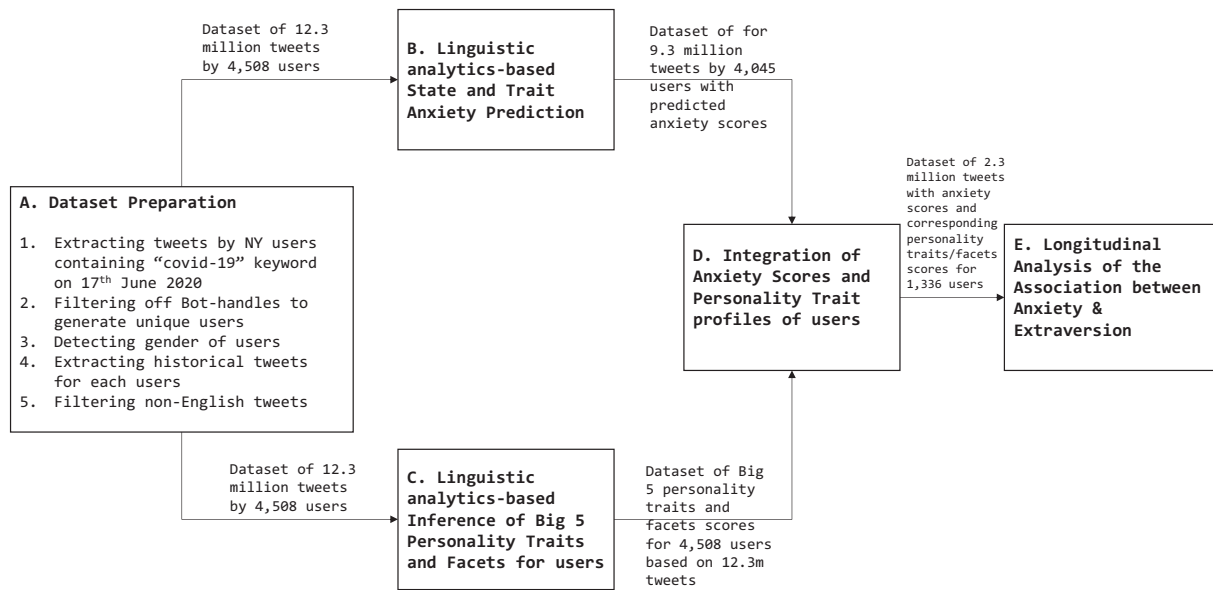 Dataset of 12.3
million tweets
by 4,508 users
B. Linguistic
analytics-based
State and Trait
Anxiety Prediction
Dataset of for
9.3 million
tweets by 4,045
users with
predicted
anxiety scores
A. Dataset Preparation
1. Extracting tweets by NY users
containing “covid-19” keyword
on 17th June 2020
2. Filtering off Bot-handles to
generate unique users
3. Detecting gender of users
4. Extracting historical tweets
for each users
5. Filtering non-English tweets
Dataset of 12.3
million tweets
by 4,508 users
C. Linguistic
analytics-based
Inference of Big 5
Personality Traits
and Facets for users
Dataset of Big
5 personality
traits and
facets scores
for 4,508 users
based on 12.3m
tweets
D. Integration of
Anxiety Scores and
Personality Trait
profiles of users
Dataset of 2.3
million tweets
with anxiety
scores and
corresponding
personality
traits/facets
scores for
1,336 users
E. Longitudinal
Analysis of the
Association between
Anxiety &
Extraversion